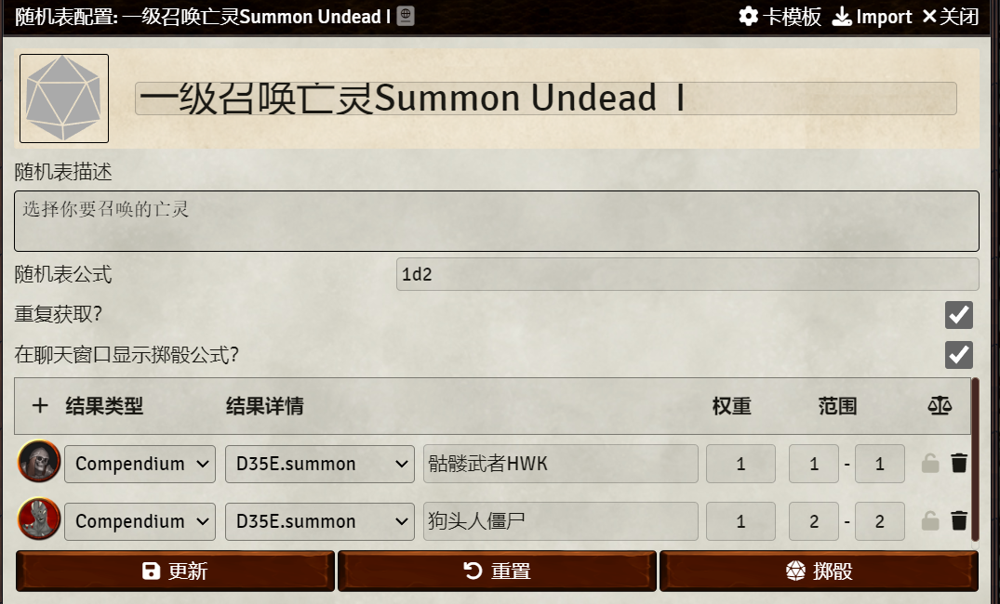 随机表配置: 一级召唤亡灵Summon Undead I 卡模板 Import 关闭
一级召唤亡灵Summon Undead I
随机表描述
选择你要召唤的亡灵
随机表公式 1d2
重复获取?
在聊天窗口显示掷骰公式?
+ 结果类型 结果详情 权重 范围
Compendium D35E.summon 骷髅武者HWK 1 1 - 1
Compendium D35E.summon 狗头人僵尸 1 2 - 2
更新 重置 掷骰